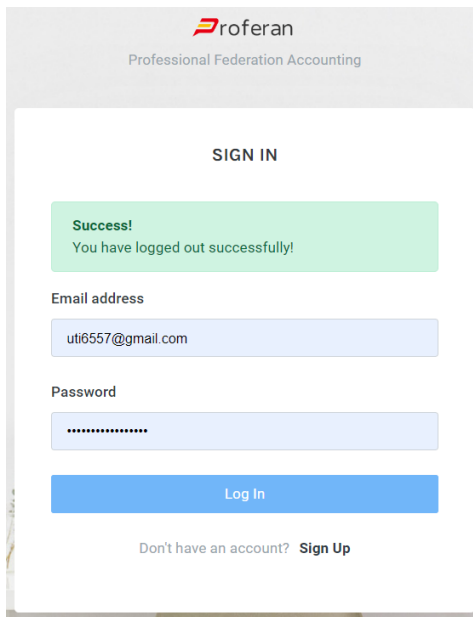 Proferan
Professional Federation Accounting
SIGN IN
Success!
You have logged out successfully!
Email address
uti6557@gmail.com
Password
•••••••••••••••••
Log In
Don't have an account? Sign Up